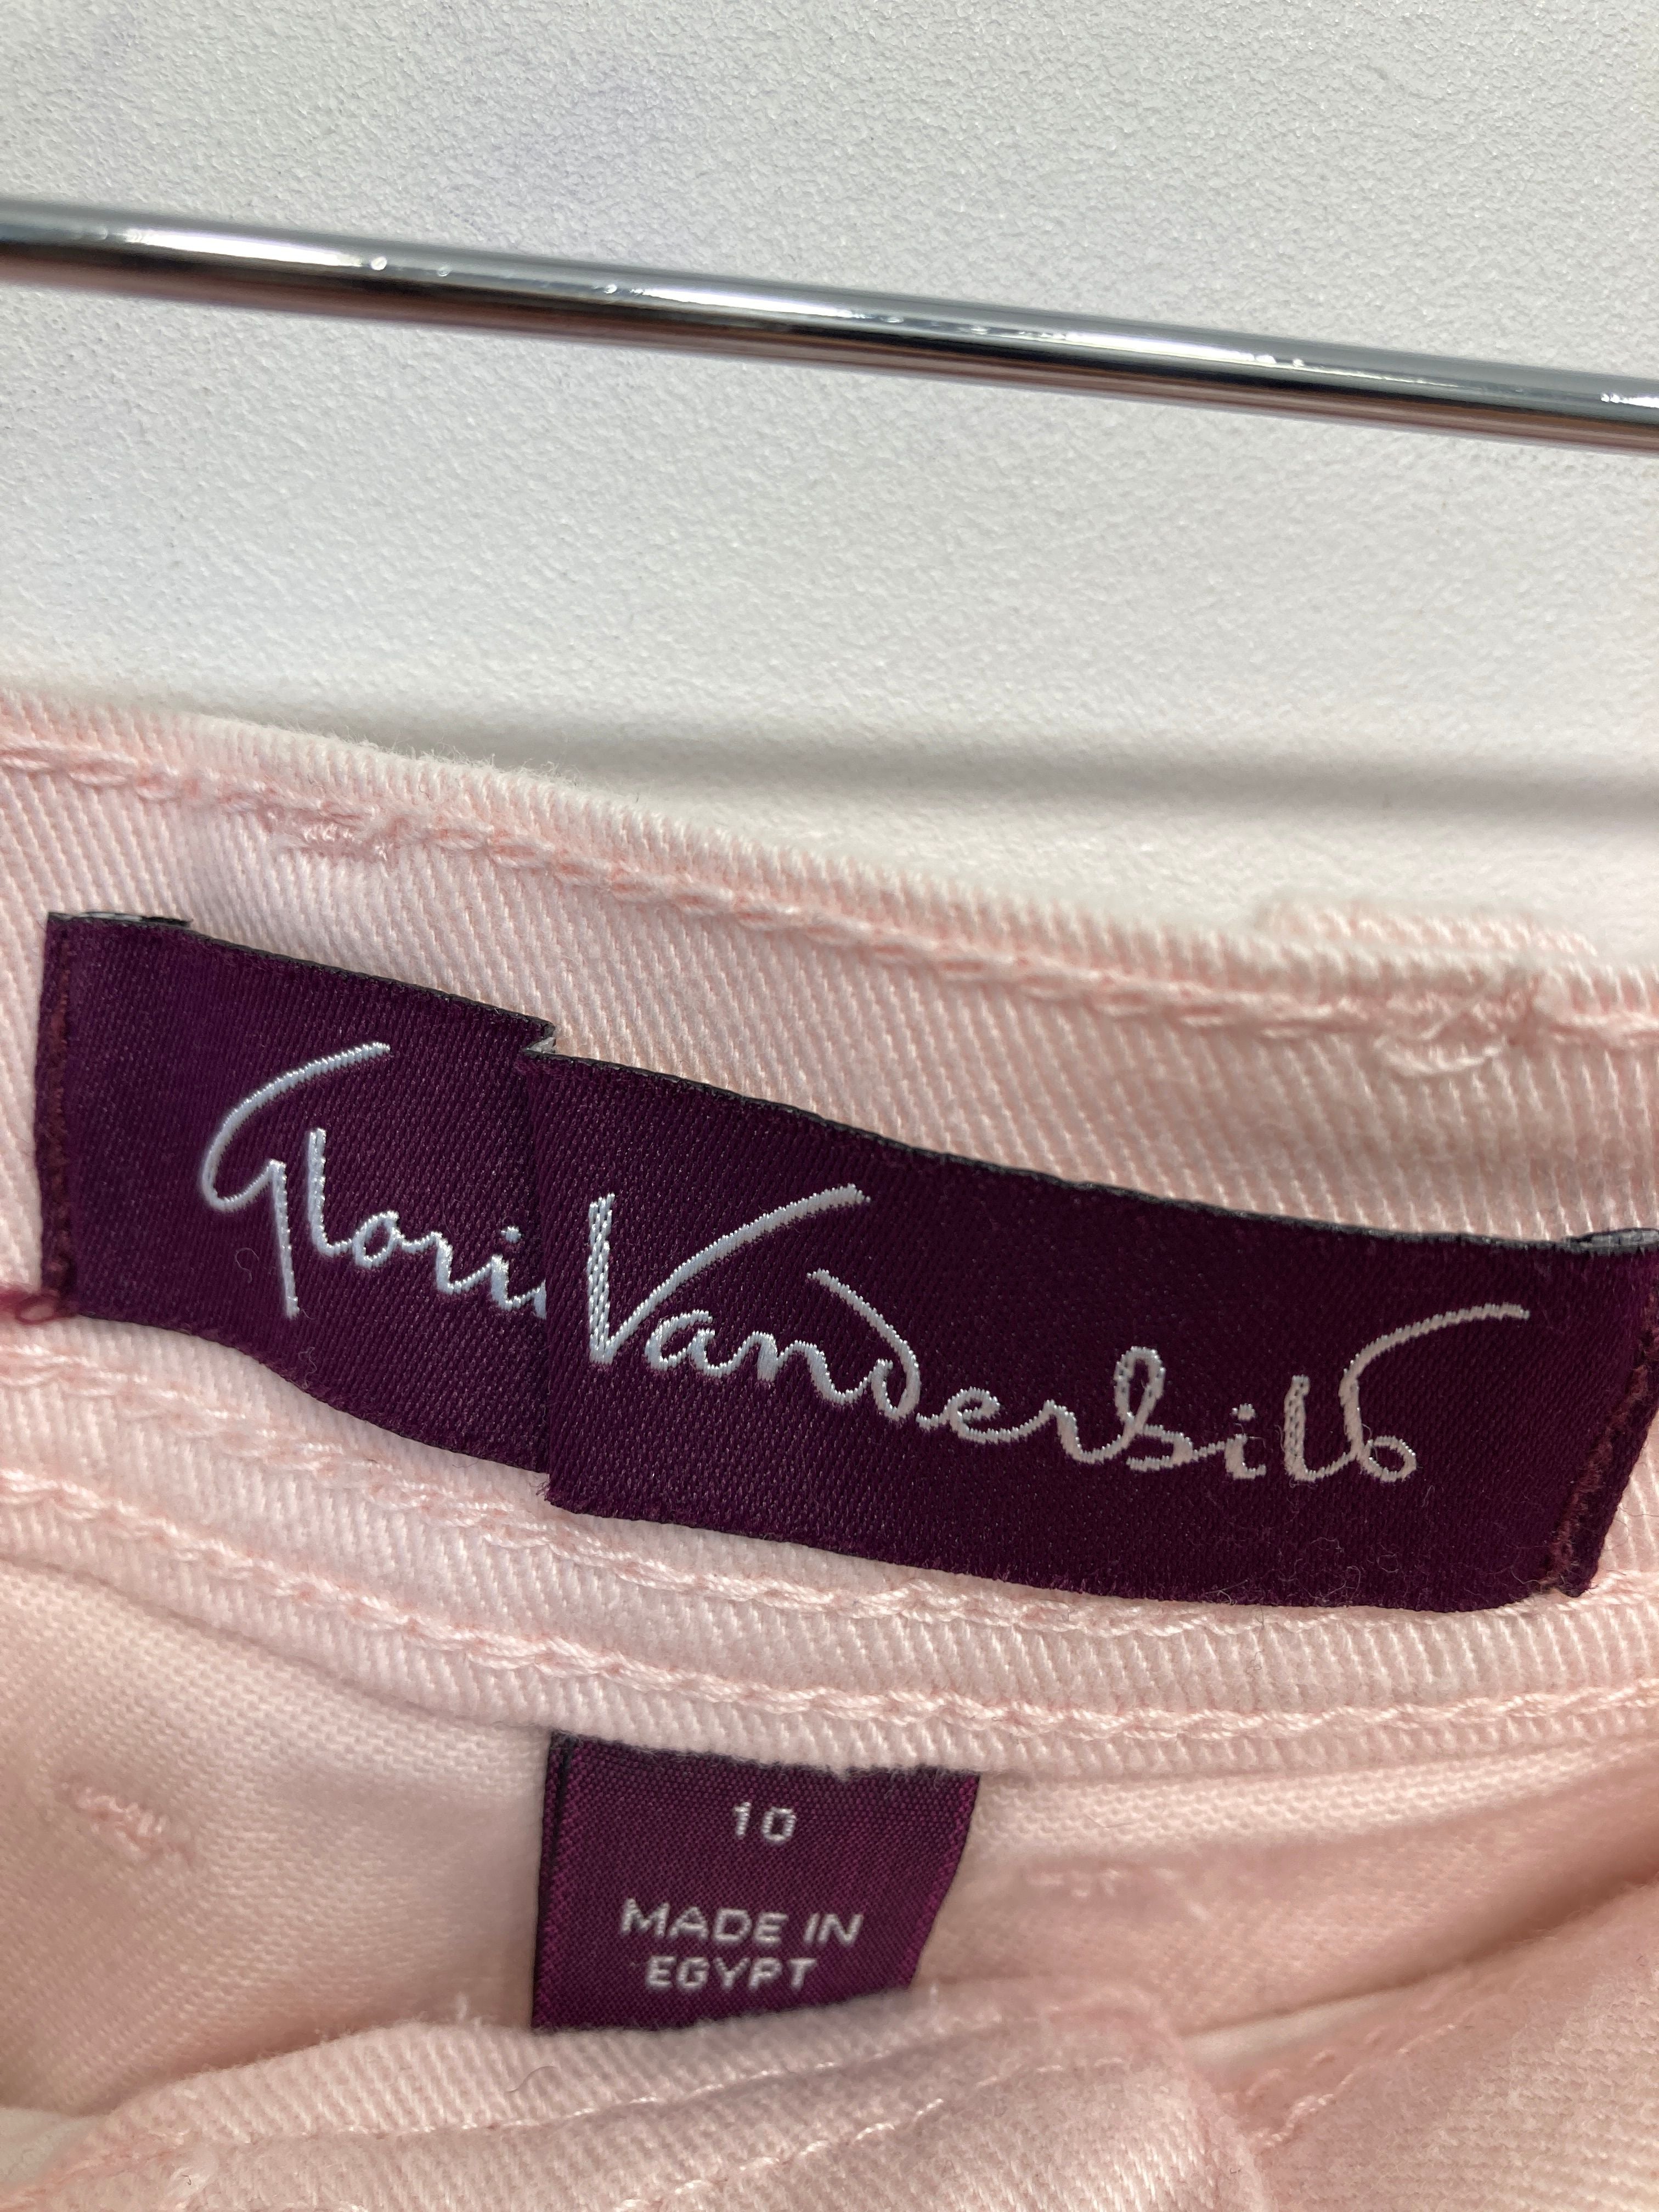 Glori Vanderbilt
10
MADE IN
EGYPT